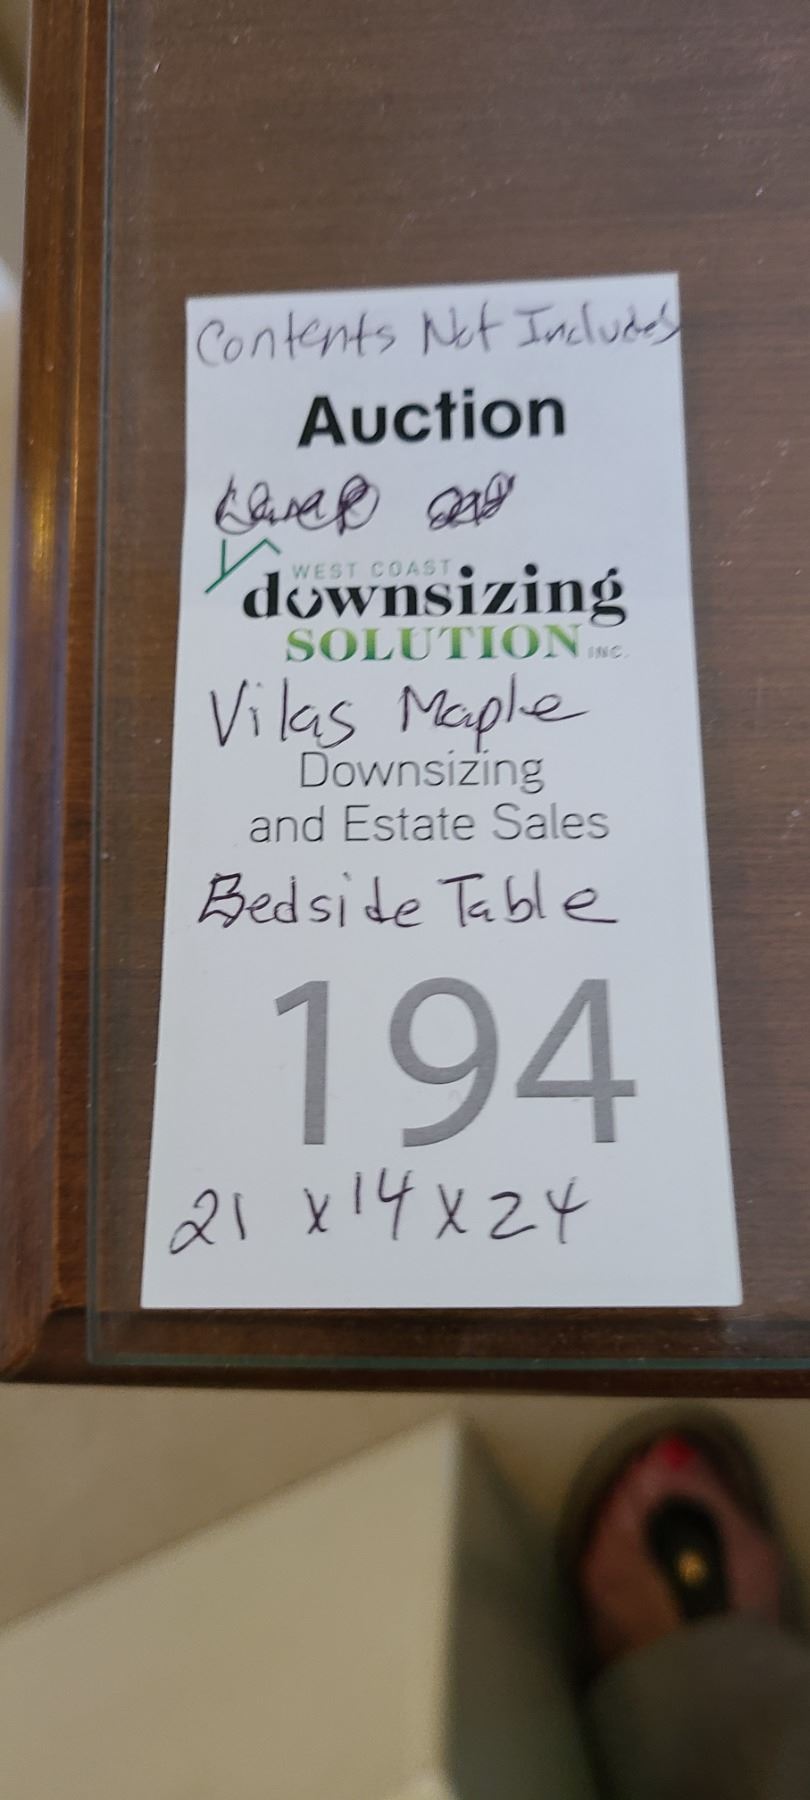 Contents Not Included
Auction
WEST COAST
downsizing
SOLUTION INC.
Vilas Maple
Downsizing
and Estate Sales
Bedside Table
194
21 x 14 x 24